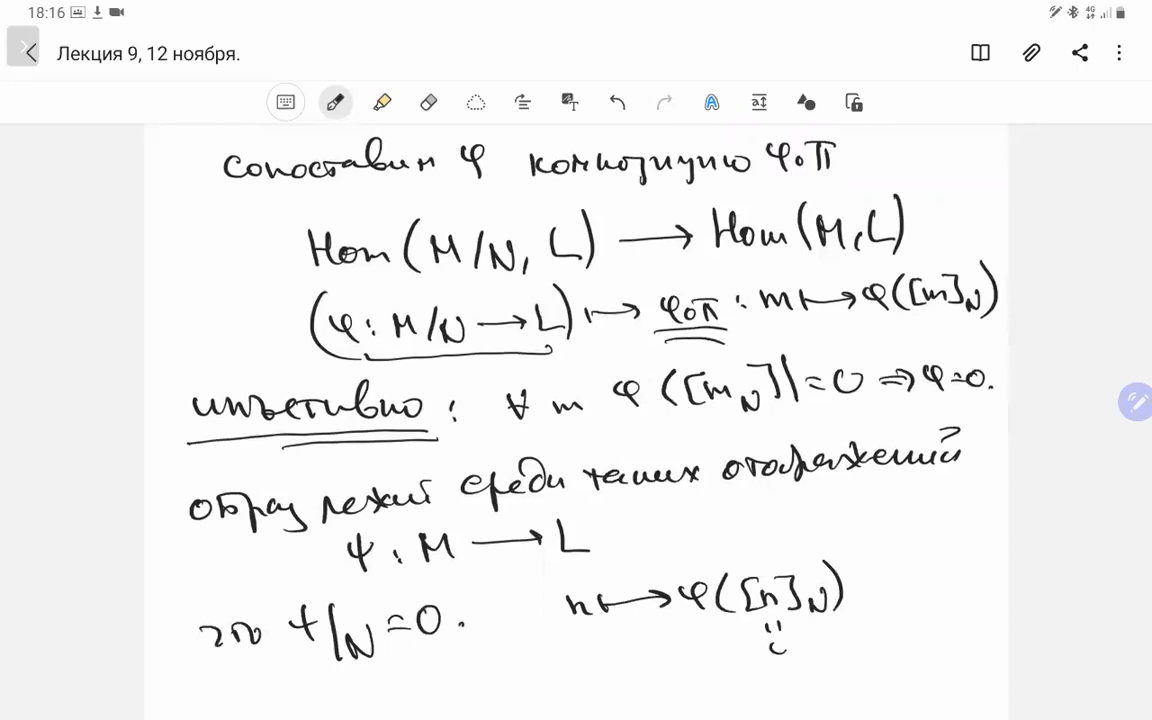 18:16
4G
Лекция 9, 12 ноября.
Сопоставим φ композицию φ∘π
Hom(M/N, L) ⟶ Hom(M, L)
(φ : M/N ⟶ L) ⟼ φ∘π : m ⟼ φ([m]_N)
инъективно : ∀ m φ([m_N]) = 0 ⇒ φ=0.
образ лежит среди таких отображений
ψ : M ⟶ L
что ψ|_N = 0. n ⟼ φ([n]_N)